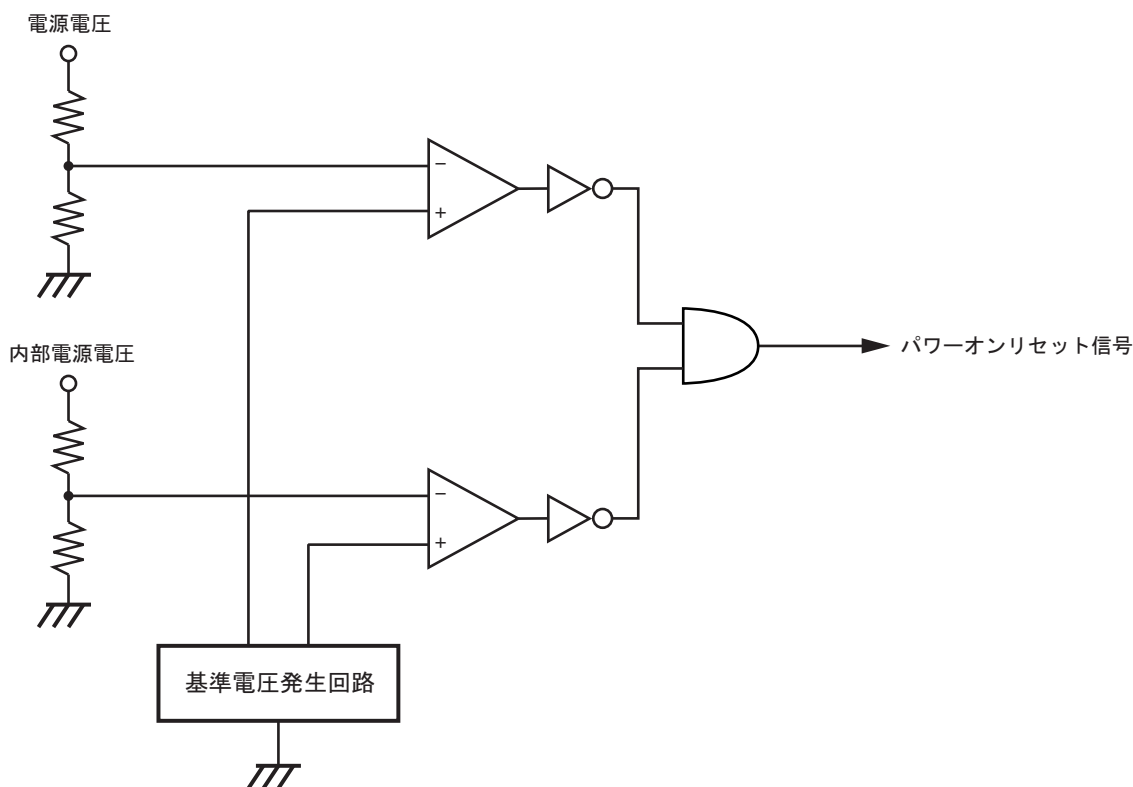 電源電圧
−
+
パワーオンリセット信号
内部電源電圧
−
+
基準電圧発生回路